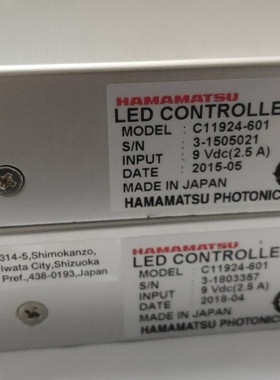 HAMAMATSU
LED CONTROLLE
MODEL : C11924-601
S/N : 3-1505021
INPUT : 9 Vdc(2.5 A)
DATE : 2015-05
MADE IN JAPAN
HAMAMATSU PHOTONIC
314-5,Shimokanzo,
Iwata City,Shizuoka
Pref.,438-0193,Japan
HAMAMATSU
LED CONTROLLE
MODEL : C11924-601
S/N : 3-1803357
INPUT : 9 Vdc(2.5 A)
DATE : 2018-04
MADE IN JAPAN
HAMAMATSU PHOTONIC